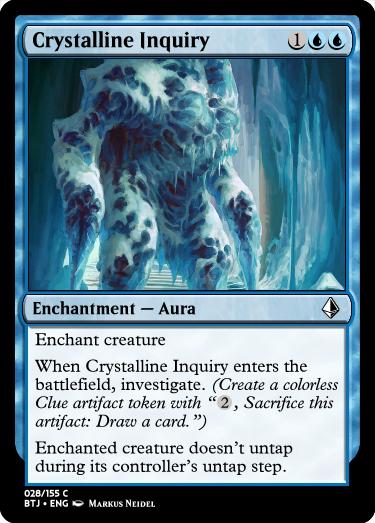 Crystalline Inquiry 1
Enchantment — Aura
Enchant creature
When Crystalline Inquiry enters the
battlefield, investigate. (Create a colorless
Clue artifact token with “2, Sacrifice this
artifact: Draw a card.”)
Enchanted creature doesn’t untap
during its controller’s untap step.
028/155 C
BTJ • ENG Markus Neidel